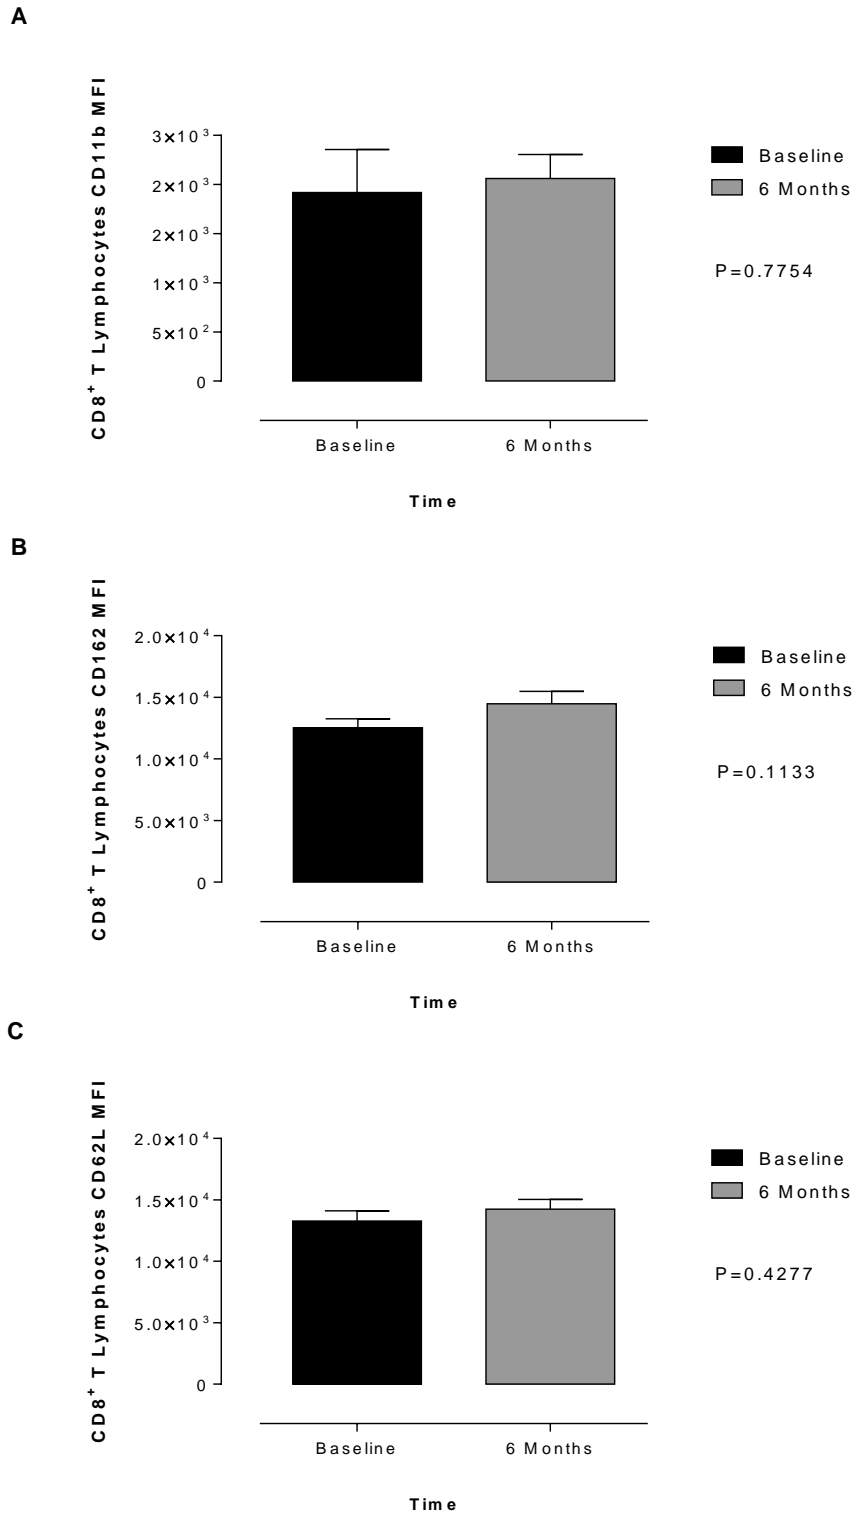 A
CD8⁺ T Lymphocytes CD11b MFI
3×10³
2×10³
2×10³
1×10³
5×10²
0
Baseline
6 Months
Time
Baseline
6 Months
P=0.7754
B
CD8⁺ T Lymphocytes CD162 MFI
2.0×10⁴
1.5×10⁴
1.0×10⁴
5.0×10³
0
Baseline
6 Months
Time
Baseline
6 Months
P=0.1133
C
CD8⁺ T Lymphocytes CD62L MFI
2.0×10⁴
1.5×10⁴
1.0×10⁴
5.0×10³
0
Baseline
6 Months
Time
Baseline
6 Months
P=0.4277